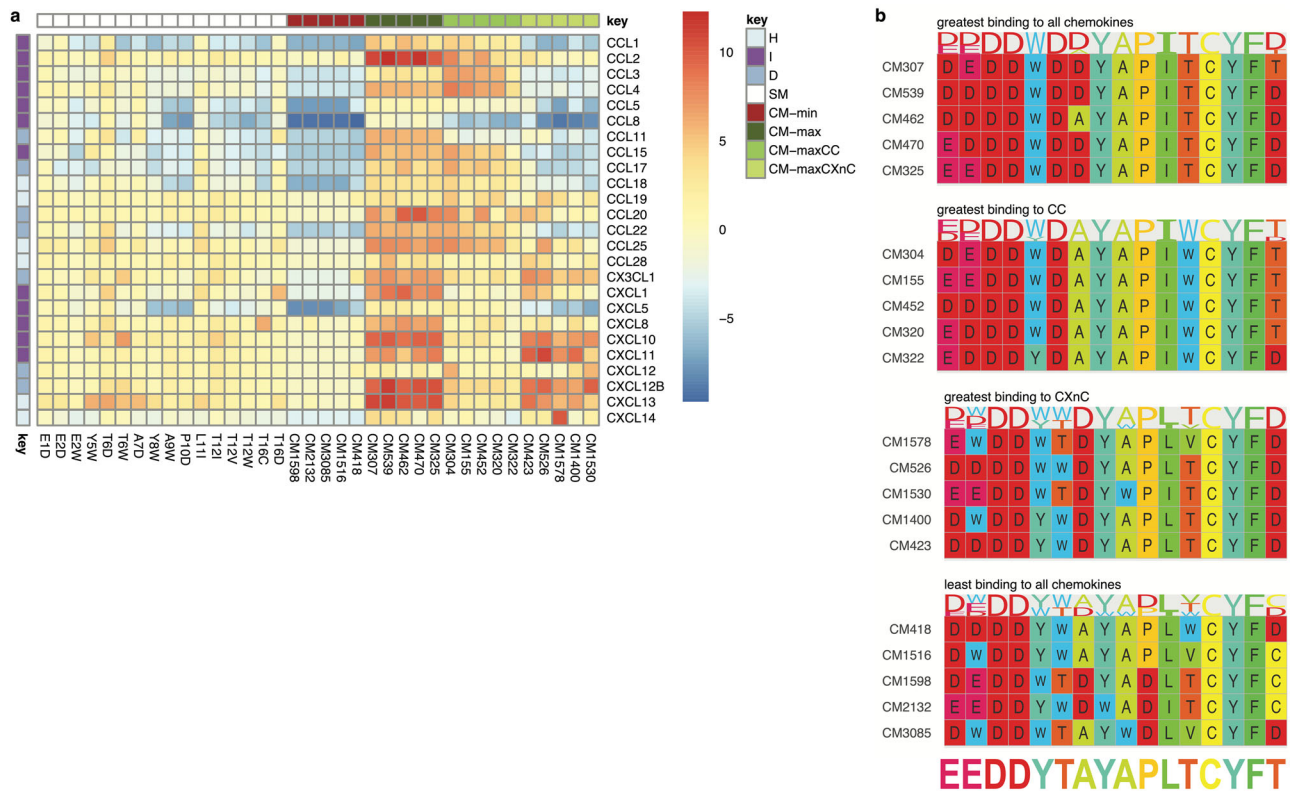 a
key
CCL1
CCL2
CCL3
CCL4
CCL5
CCL8
CCL11
CCL15
CCL17
CCL18
CCL19
CCL20
CCL22
CCL25
CCL28
CX3CL1
CXCL1
CXCL5
CXCL8
CXCL10
CXCL11
CXCL12
CXCL12B
CXCL13
CXCL14
key
E1D
E2D
E2W
Y5W
T6D
T6W
A7D
Y8W
A9W
P10D
L11I
T12I
T12V
T12W
T16C
T16D
CM1598
CM2132
CM3085
CM1516
CM418
CM307
CM539
CM462
CM470
CM325
CM304
CM155
CM452
CM320
CM322
CM423
CM526
CM1578
CM1400
CM1530
10
5
0
−5
key
H
I
D
SM
CM−min
CM−max
CM−maxCC
CM−maxCXnC
b
greatest binding to all chemokines
CM307 D E D D W D D Y A P I T C Y F T
CM539 D D D D W D D Y A P I T C Y F D
CM462 D D D D W D A Y A P I T C Y F D
CM470 E D D D W D D Y A P I T C Y F D
CM325 E E D D W D D Y A P I T C Y F D
greatest binding to CC
CM304 D E D D W D A Y A P I W C Y F T
CM155 E E D D W D A Y A P I W C Y F T
CM452 D D D D W D A Y A P I W C Y F T
CM320 E D D D W D A Y A P I W C Y F T
CM322 E D D D Y D A Y A P I W C Y F D
greatest binding to CXnC
CM1578 E W D D W T D Y A P L V C Y F D
CM526 D D D D W W D Y A P L T C Y F D
CM1530 E E D D W T D Y W P I T C Y F D
CM1400 D W D D Y W D Y A P L T C Y F D
CM423 D D D D Y W D Y A P L T C Y F D
least binding to all chemokines
CM418 D D D D Y W A Y A P L W C Y F D
CM1516 D W D D Y W A Y A P L V C Y F C
CM1598 D E D D W T D Y A D L T C Y F C
CM2132 E E D D Y W D W A D I T C Y F C
CM3085 D W D D W T A Y W D L V C Y F D
EEDDYTAYAPLTCYFT